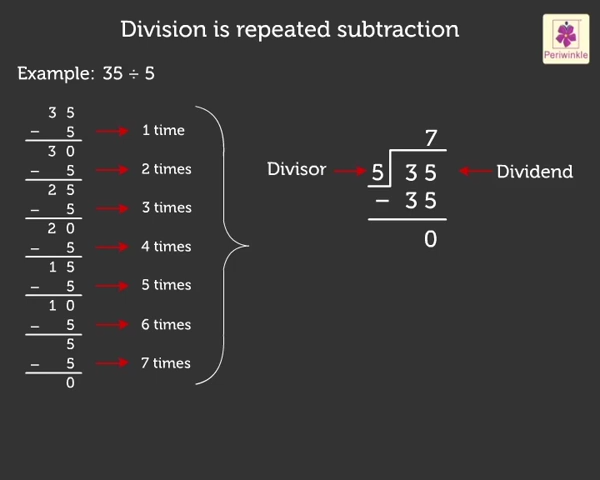 Division is repeated subtraction
Periwinkle
Example: 35 ÷ 5
3 5
– 5 1 time
3 0
– 5 2 times
2 5
– 5 3 times
2 0
– 5 4 times
1 5
– 5 5 times
1 0
– 5 6 times
5
– 5 7 times
0
7
Divisor 5 3 5 Dividend
– 3 5
0